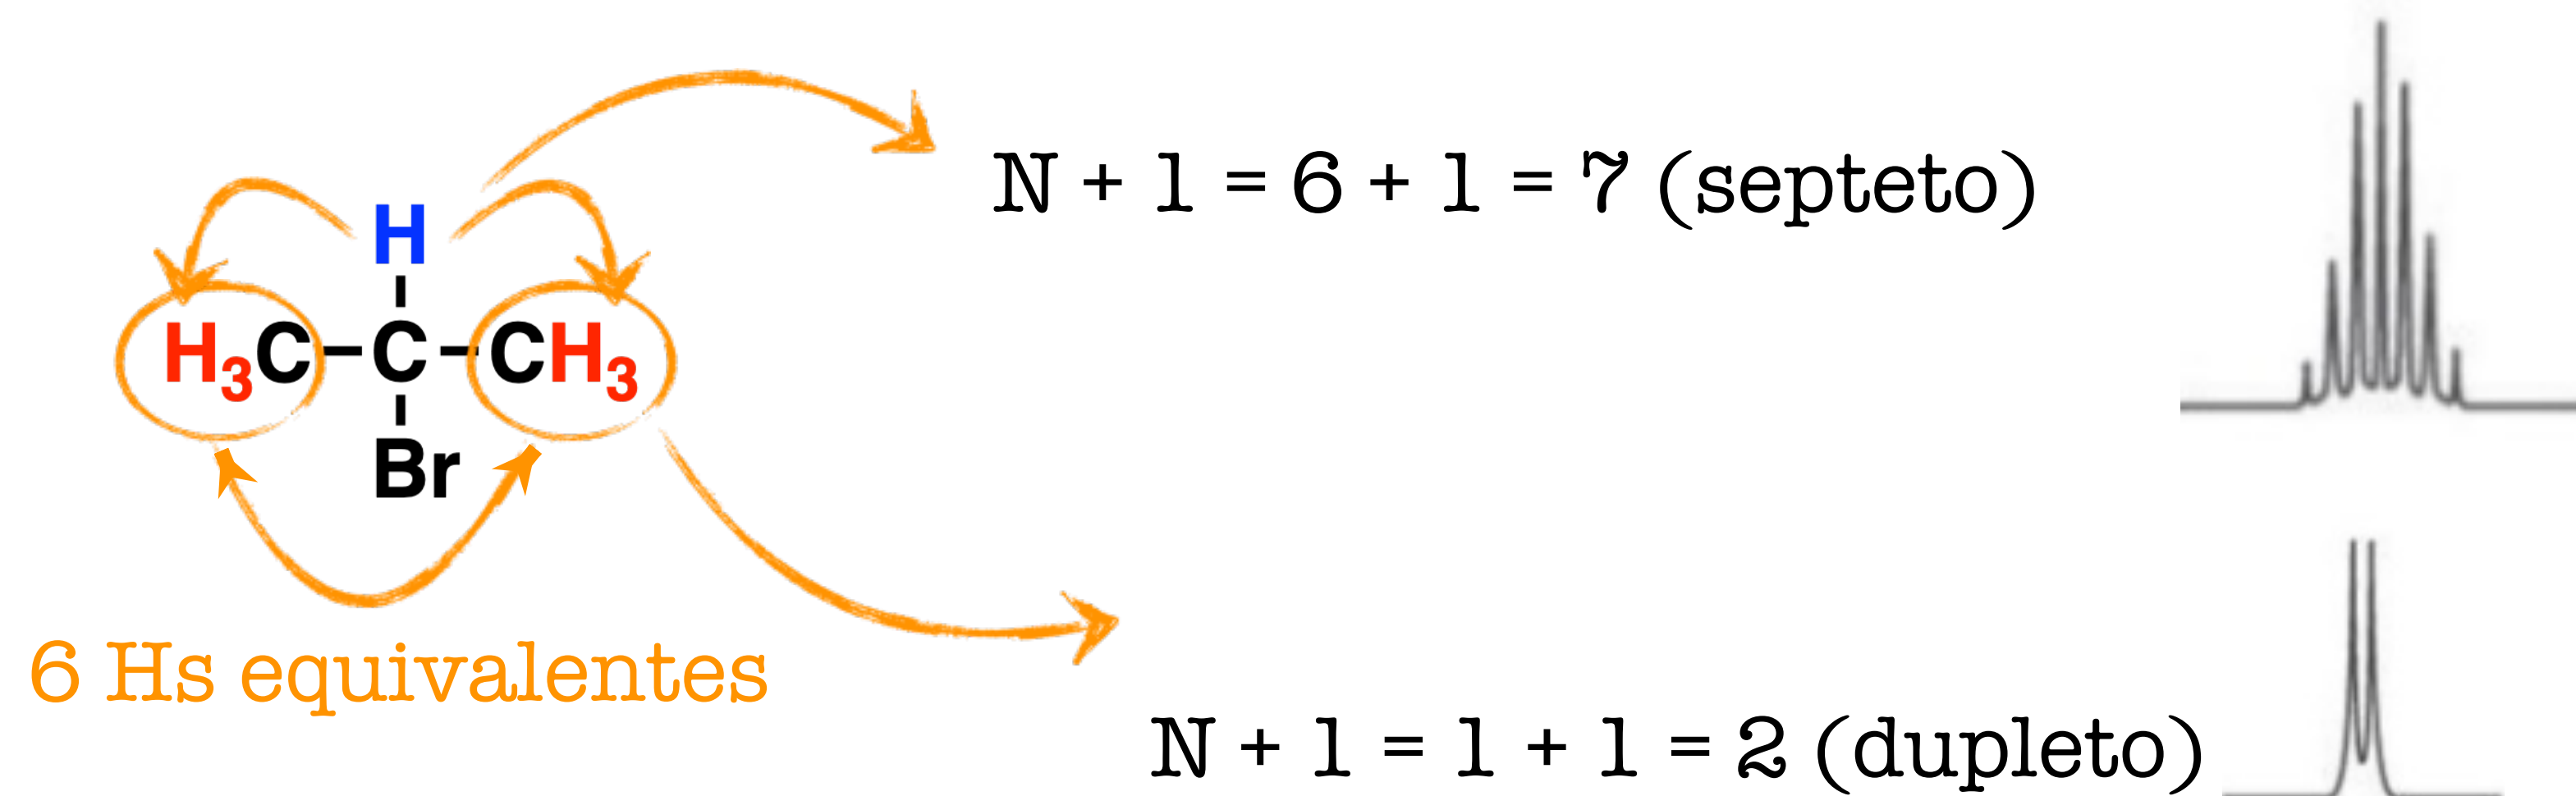 N + 1 = 6 + 1 = 7 (septeto)
H
H₃C-C-CH₃
Br
6 Hs equivalentes
N + 1 = 1 + 1 = 2 (dupleto)